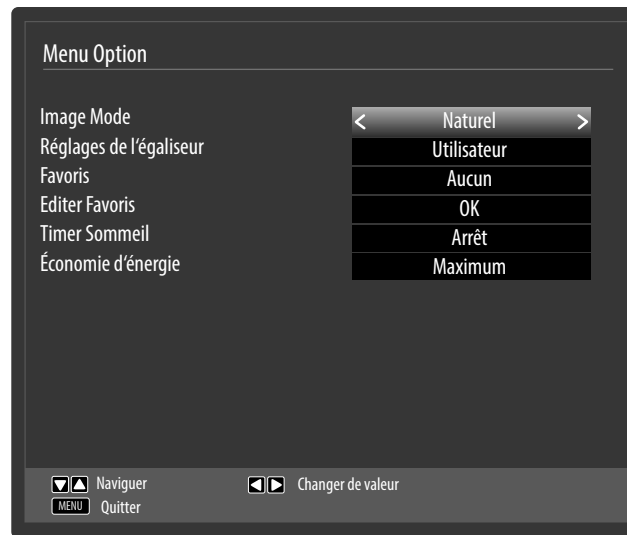 Menu Option
Image Mode < Naturel >
Réglages de l‘égaliseur Utilisateur
Favoris Aucun
Editer Favoris OK
Timer Sommeil Arrêt
Économie d‘énergie Maximum
Naviguer Changer de valeur
MENU Quitter